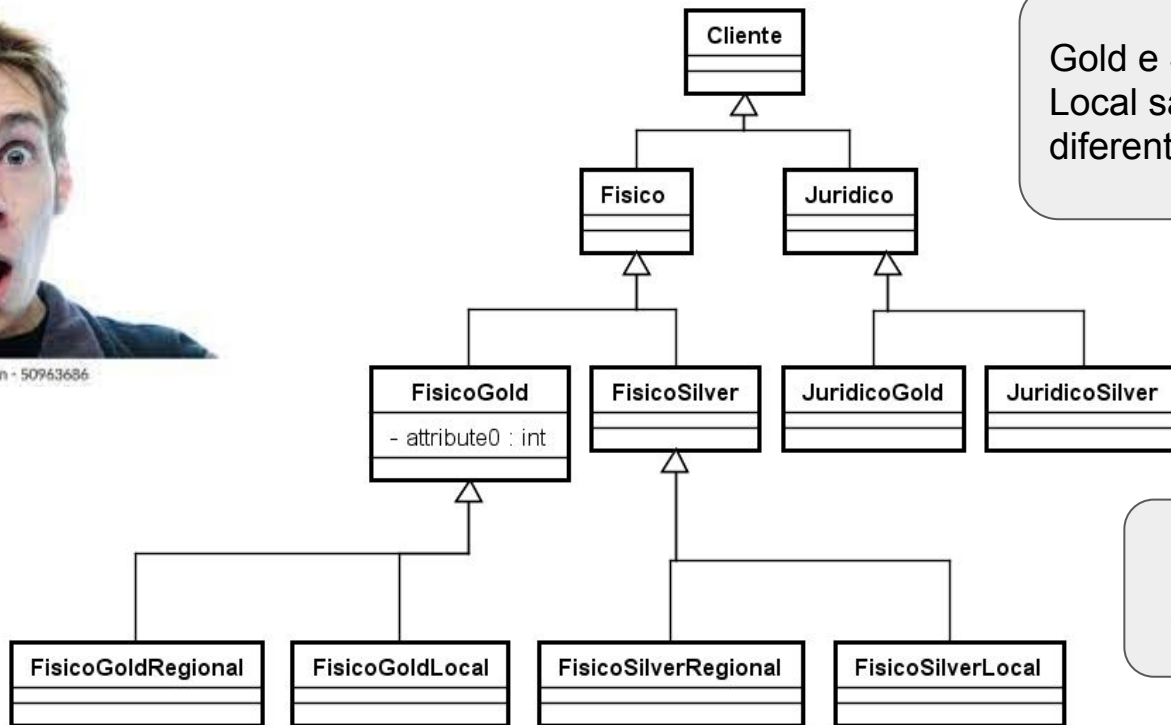 Cliente
Gold e
Local
diferent
Fisico
Juridico
n - 50963686
FisicoGold
- attribute0 : int
FisicoSilver
JuridicoGold
JuridicoSilver
FisicoGoldRegional
FisicoGoldLocal
FisicoSilverRegional
FisicoSilverLocal